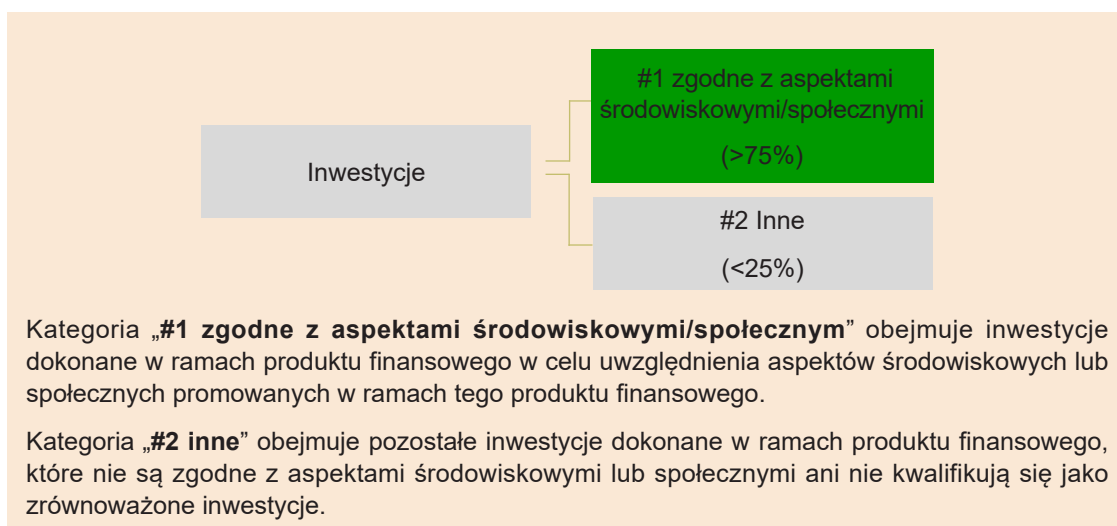 #1 zgodne z aspektami
środowiskowymi/społecznymi
(>75%)
Inwestycje
#2 Inne
(<25%)
Kategoria „#1 zgodne z aspektami środowiskowymi/społecznym” obejmuje inwestycje
dokonane w ramach produktu finansowego w celu uwzględnienia aspektów środowiskowych lub
społecznych promowanych w ramach tego produktu finansowego.
Kategoria „#2 inne” obejmuje pozostałe inwestycje dokonane w ramach produktu finansowego,
które nie są zgodne z aspektami środowiskowymi lub społecznymi ani nie kwalifikują się jako
zrównoważone inwestycje.